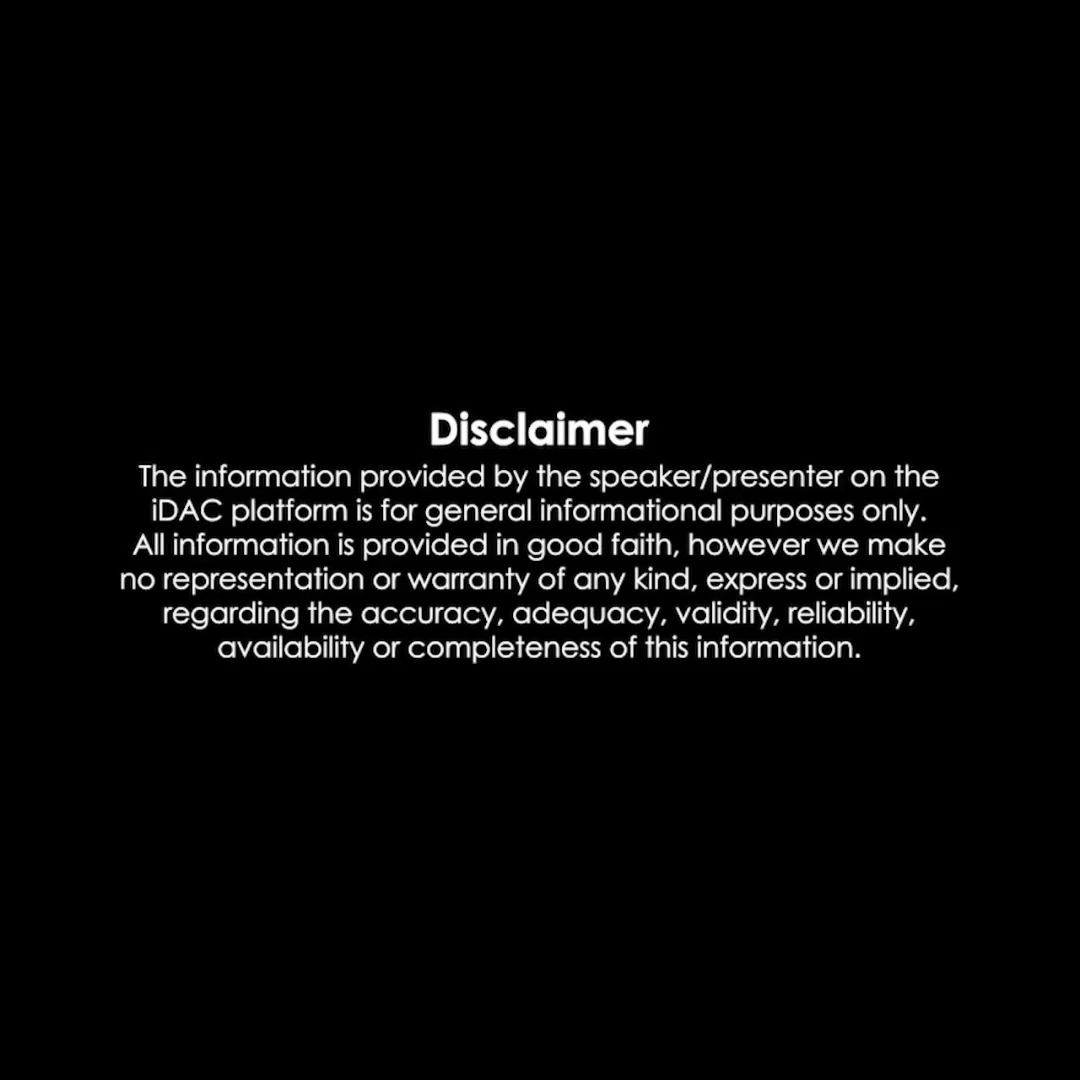 Disclaimer
The information provided by the speaker/presenter on the
iDAC platform is for general informational purposes only.
All information is provided in good faith, however we make
no representation or warranty of any kind, express or implied,
regarding the accuracy, adequacy, validity, reliability,
availability or completeness of this information.